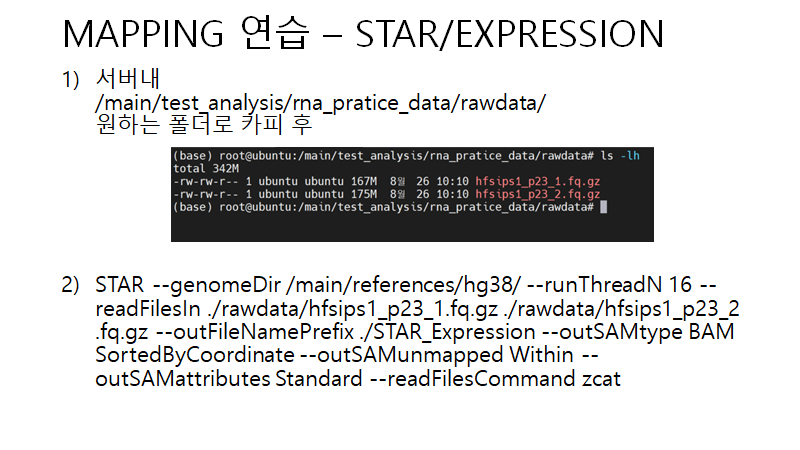 MAPPING 연습 – STAR/EXPRESSION
1) 서버내
/main/test_analysis/rna_pratice_data/rawdata/
원하는 폴더로 카피 후
(base) root@ubuntu:/main/test_analysis/rna_pratice_data/rawdata# ls -lh
total 342M
-rw-rw-r-- 1 ubuntu ubuntu 167M  8월  26 10:10 hfsips1_p23_1.fq.gz
-rw-rw-r-- 1 ubuntu ubuntu 175M  8월  26 10:10 hfsips1_p23_2.fq.gz
(base) root@ubuntu:/main/test_analysis/rna_pratice_data/rawdata#
2) STAR --genomeDir /main/references/hg38/ --runThreadN 16 --
readFilesIn ./rawdata/hfsips1_p23_1.fq.gz ./rawdata/hfsips1_p23_2
.fq.gz --outFileNamePrefix ./STAR_Expression --outSAMtype BAM
SortedByCoordinate --outSAMunmapped Within --
outSAMattributes Standard --readFilesCommand zcat